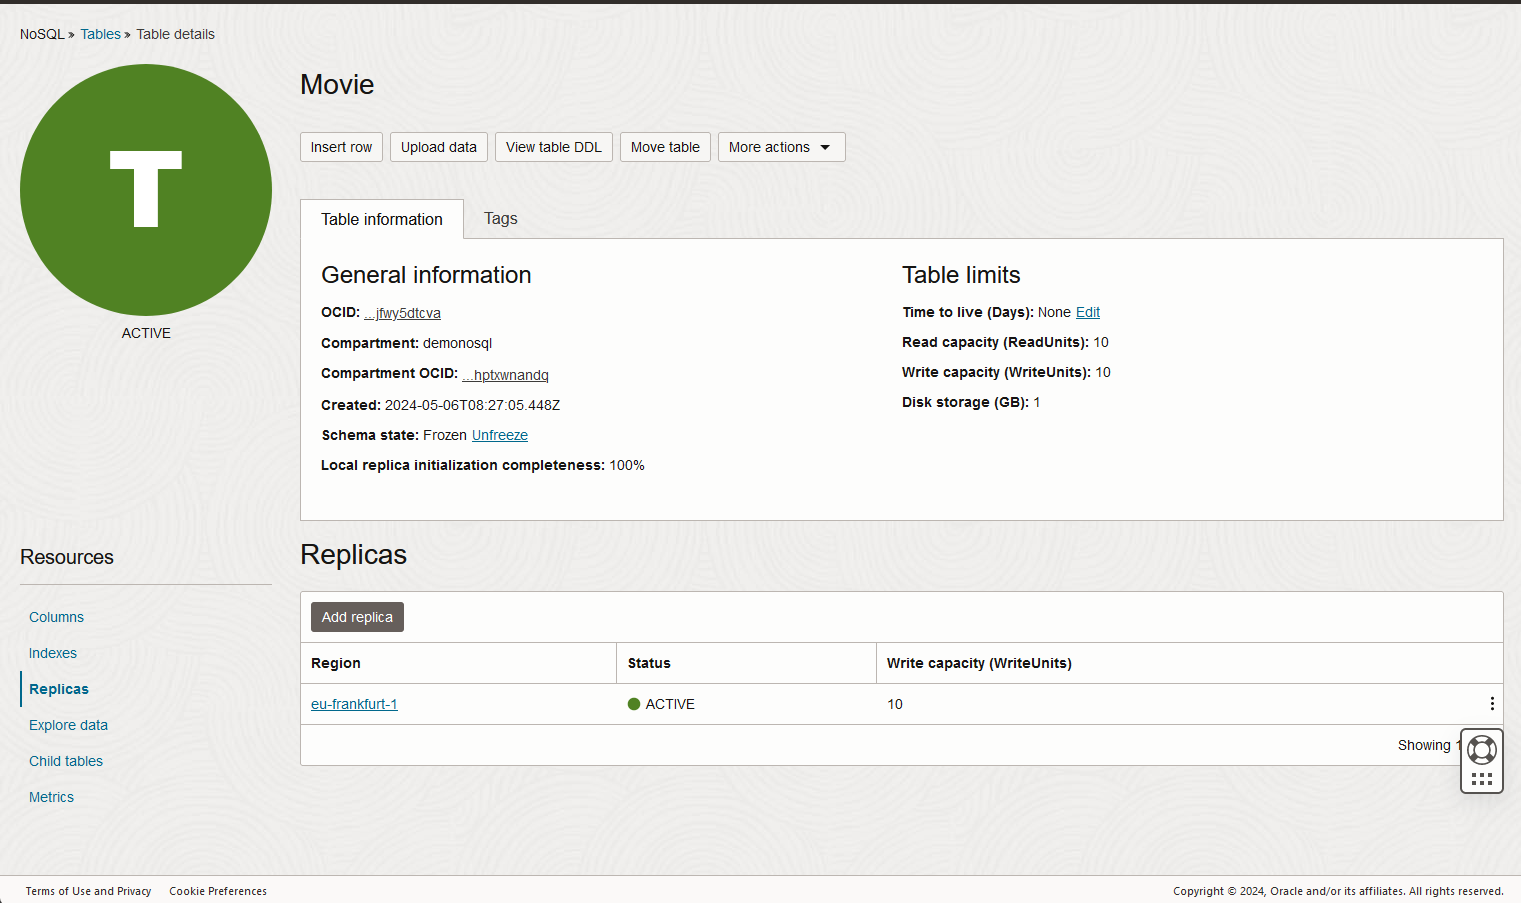 NoSQL » Tables » Table details
T
ACTIVE
Movie
Insert row
Upload data
View table DDL
Move table
More actions
Table information
Tags
General information
OCID: ...jfwy5dtcva
Compartment: demonosql
Compartment OCID: ...hptxwnandq
Created: 2024-05-06T08:27:05.448Z
Schema state: Frozen Unfreeze
Local replica initialization completeness: 100%
Table limits
Time to live (Days): None Edit
Read capacity (ReadUnits): 10
Write capacity (WriteUnits): 10
Disk storage (GB): 1
Resources
Columns
Indexes
Replicas
Explore data
Child tables
Metrics
Replicas
Add replica
Region Status Write capacity (WriteUnits)
eu-frankfurt-1 ACTIVE 10
Showing 1
Terms of Use and Privacy Cookie Preferences
Copyright © 2024, Oracle and/or its affiliates. All rights reserved.